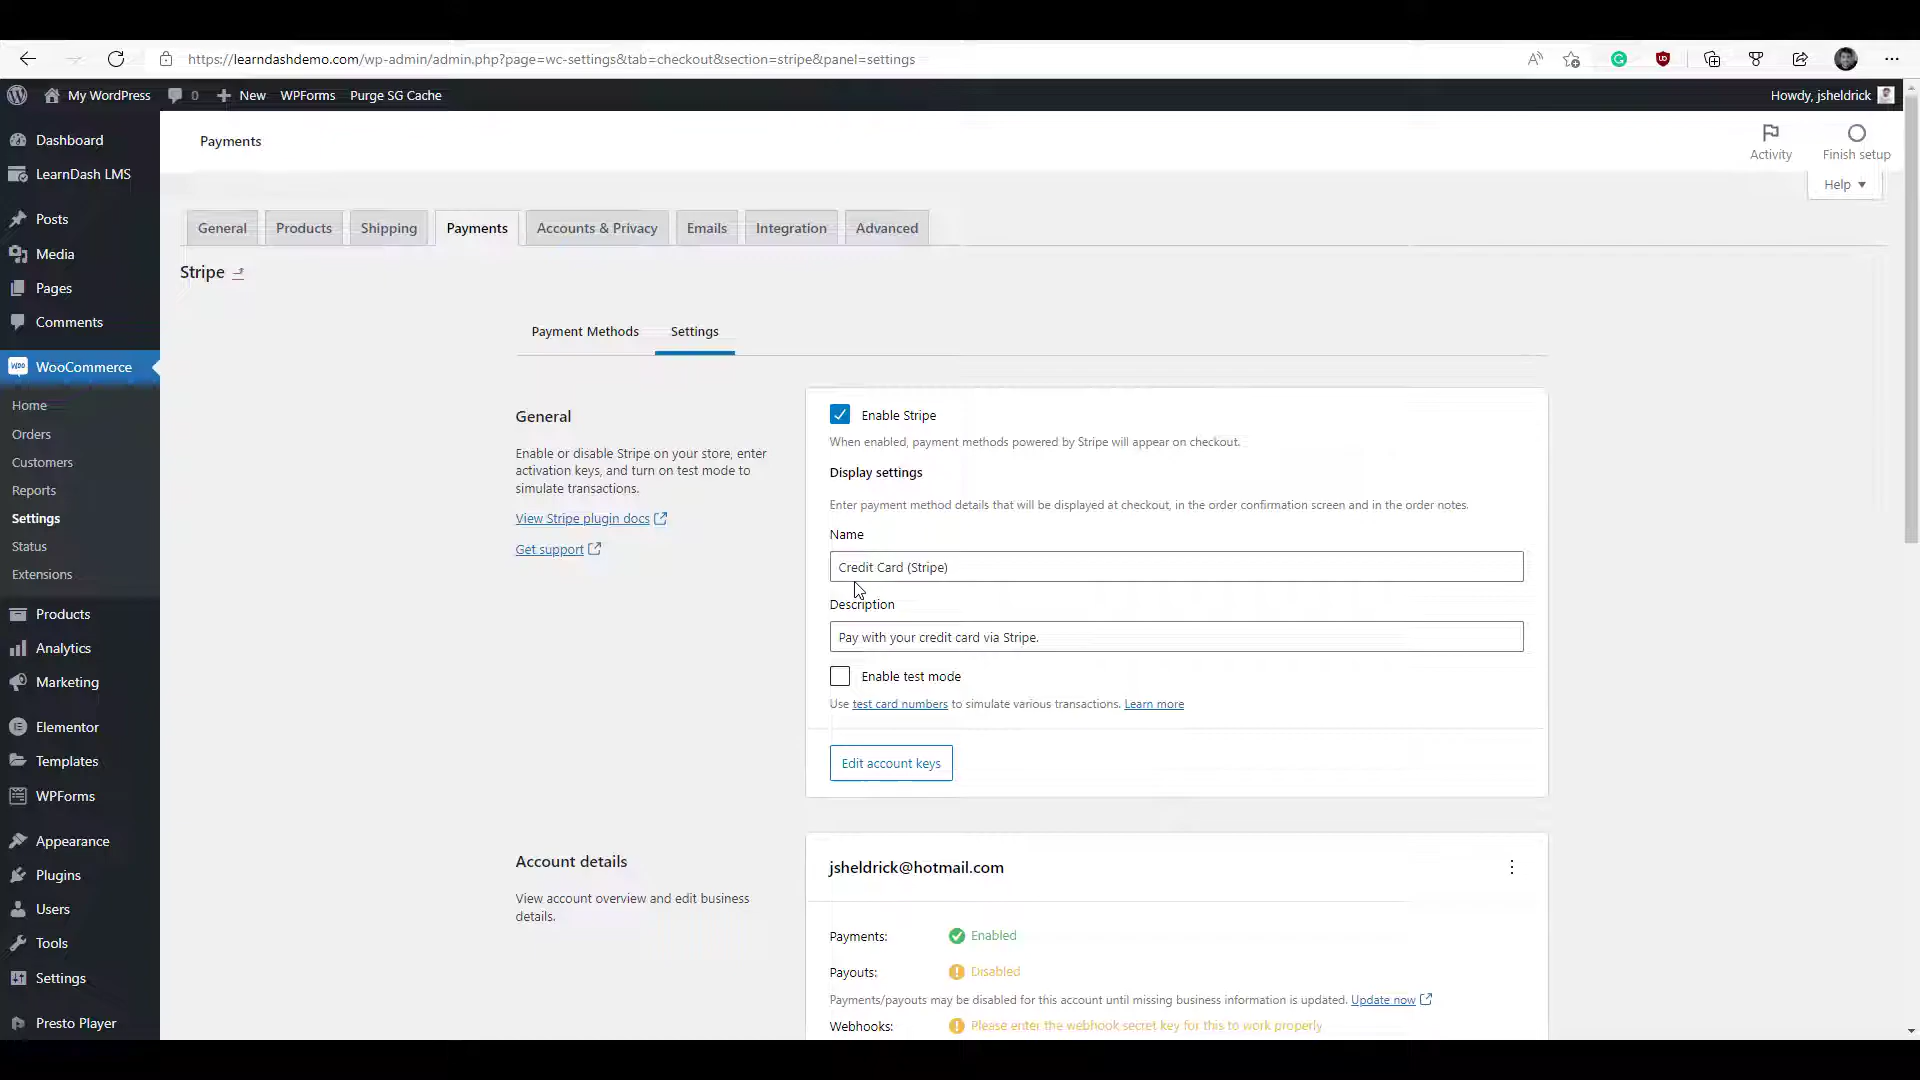 https://learndashdemo.com/wp-admin/admin.php?page=wc-settings&tab=checkout&section=stripe&panel=settings
My WordPress 0 New WPForms Purge SG Cache Howdy, jsheldrick
Dashboard
LearnDash LMS
Posts
Media
Pages
Comments
WooCommerce
Home
Orders
Customers
Reports
Settings
Status
Extensions
Products
Analytics
Marketing
Elementor
Templates
WPForms
Appearance
Plugins
Users
Tools
Settings
Presto Player
Payments
Activity
Finish setup
Help
General Products Shipping Payments Accounts & Privacy Emails Integration Advanced
Stripe
Payment Methods Settings
General
Enable or disable Stripe on your store, enter
activation keys, and turn on test mode to
simulate transactions.
View Stripe plugin docs
Get support
Enable Stripe
When enabled, payment methods powered by Stripe will appear on checkout.
Display settings
Enter payment method details that will be displayed at checkout, in the order confirmation screen and in the order notes.
Name
Credit Card (Stripe)
Description
Pay with your credit card via Stripe.
Enable test mode
Use test card numbers to simulate various transactions. Learn more
Edit account keys
Account details
View account overview and edit business
details.
jsheldrick@hotmail.com
Payments: Enabled
Payouts: Disabled
Payments/payouts may be disabled for this account until missing business information is updated. Update now
Webhooks: Please enter the webhook secret key for this to work properly